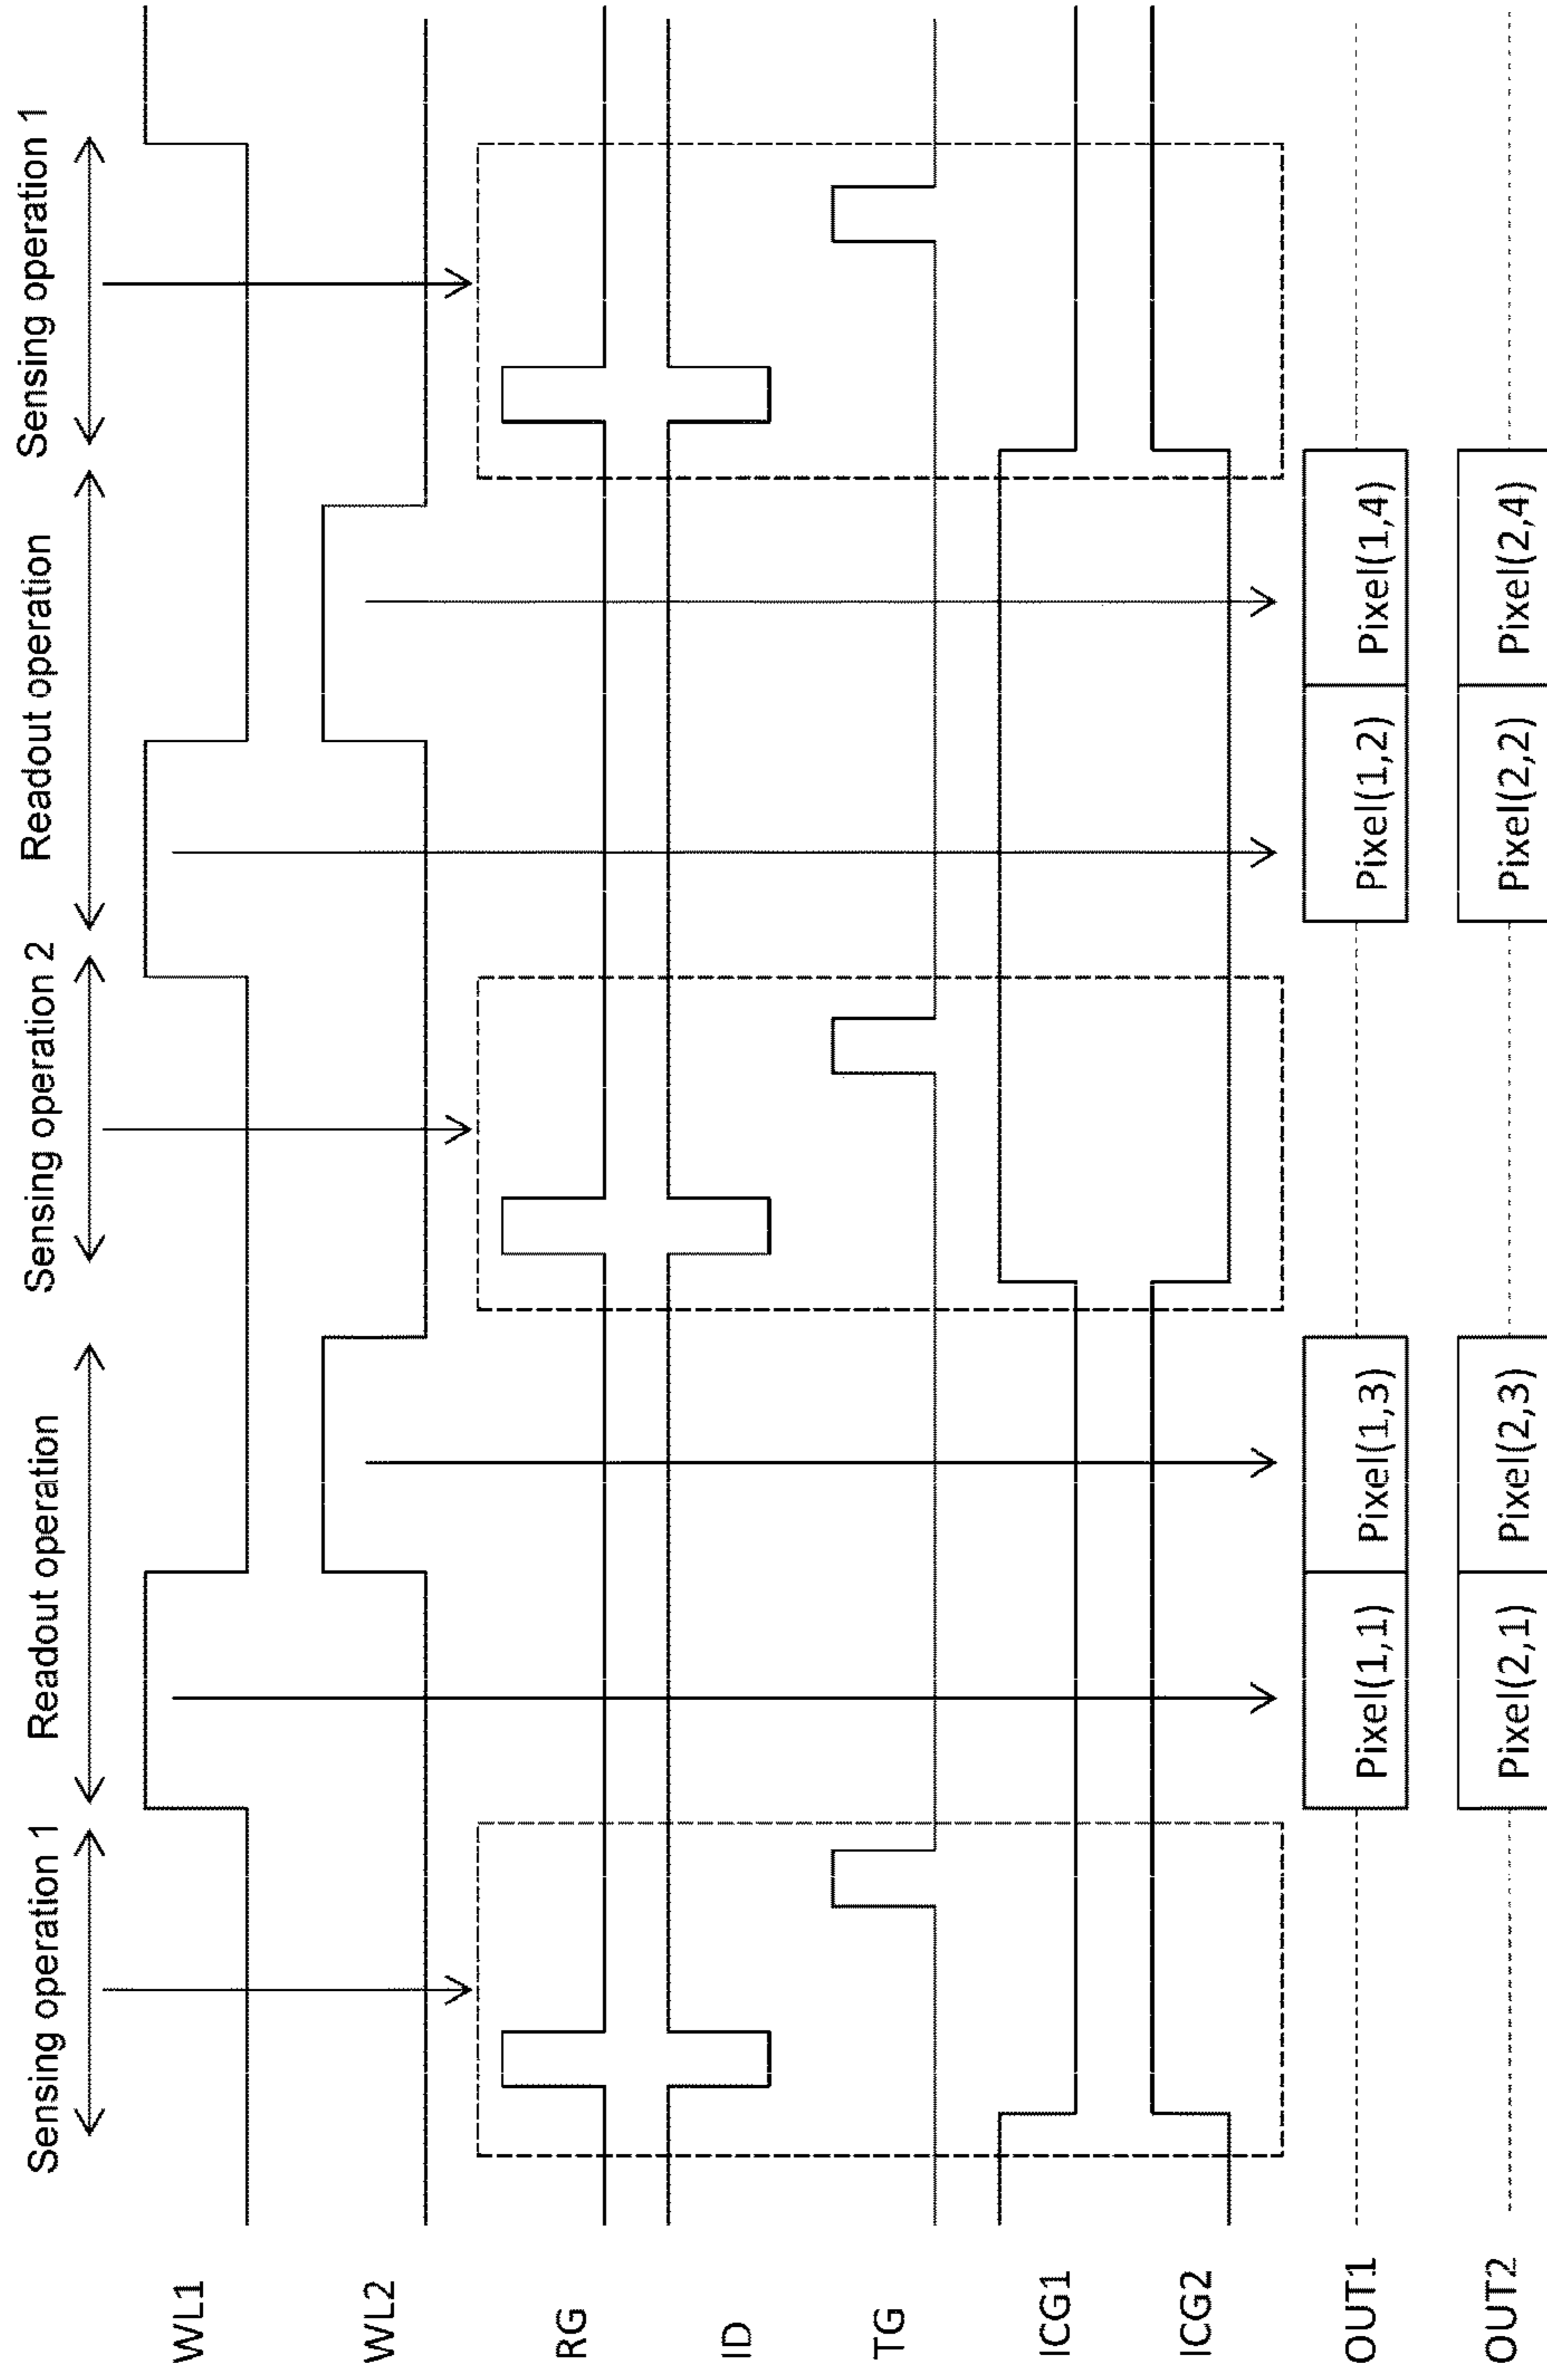 Sensing operation 1
Readout operation
Sensing operation 2
Readout operation
Sensing operation 1
WL1
WL2
RG
ID
TG
ICG1
ICG2
OUT1
Pixel(1,1)
Pixel(1,3)
Pixel(1,2)
Pixel(1,4)
OUT2
Pixel(2,1)
Pixel(2,3)
Pixel(2,2)
Pixel(2,4)